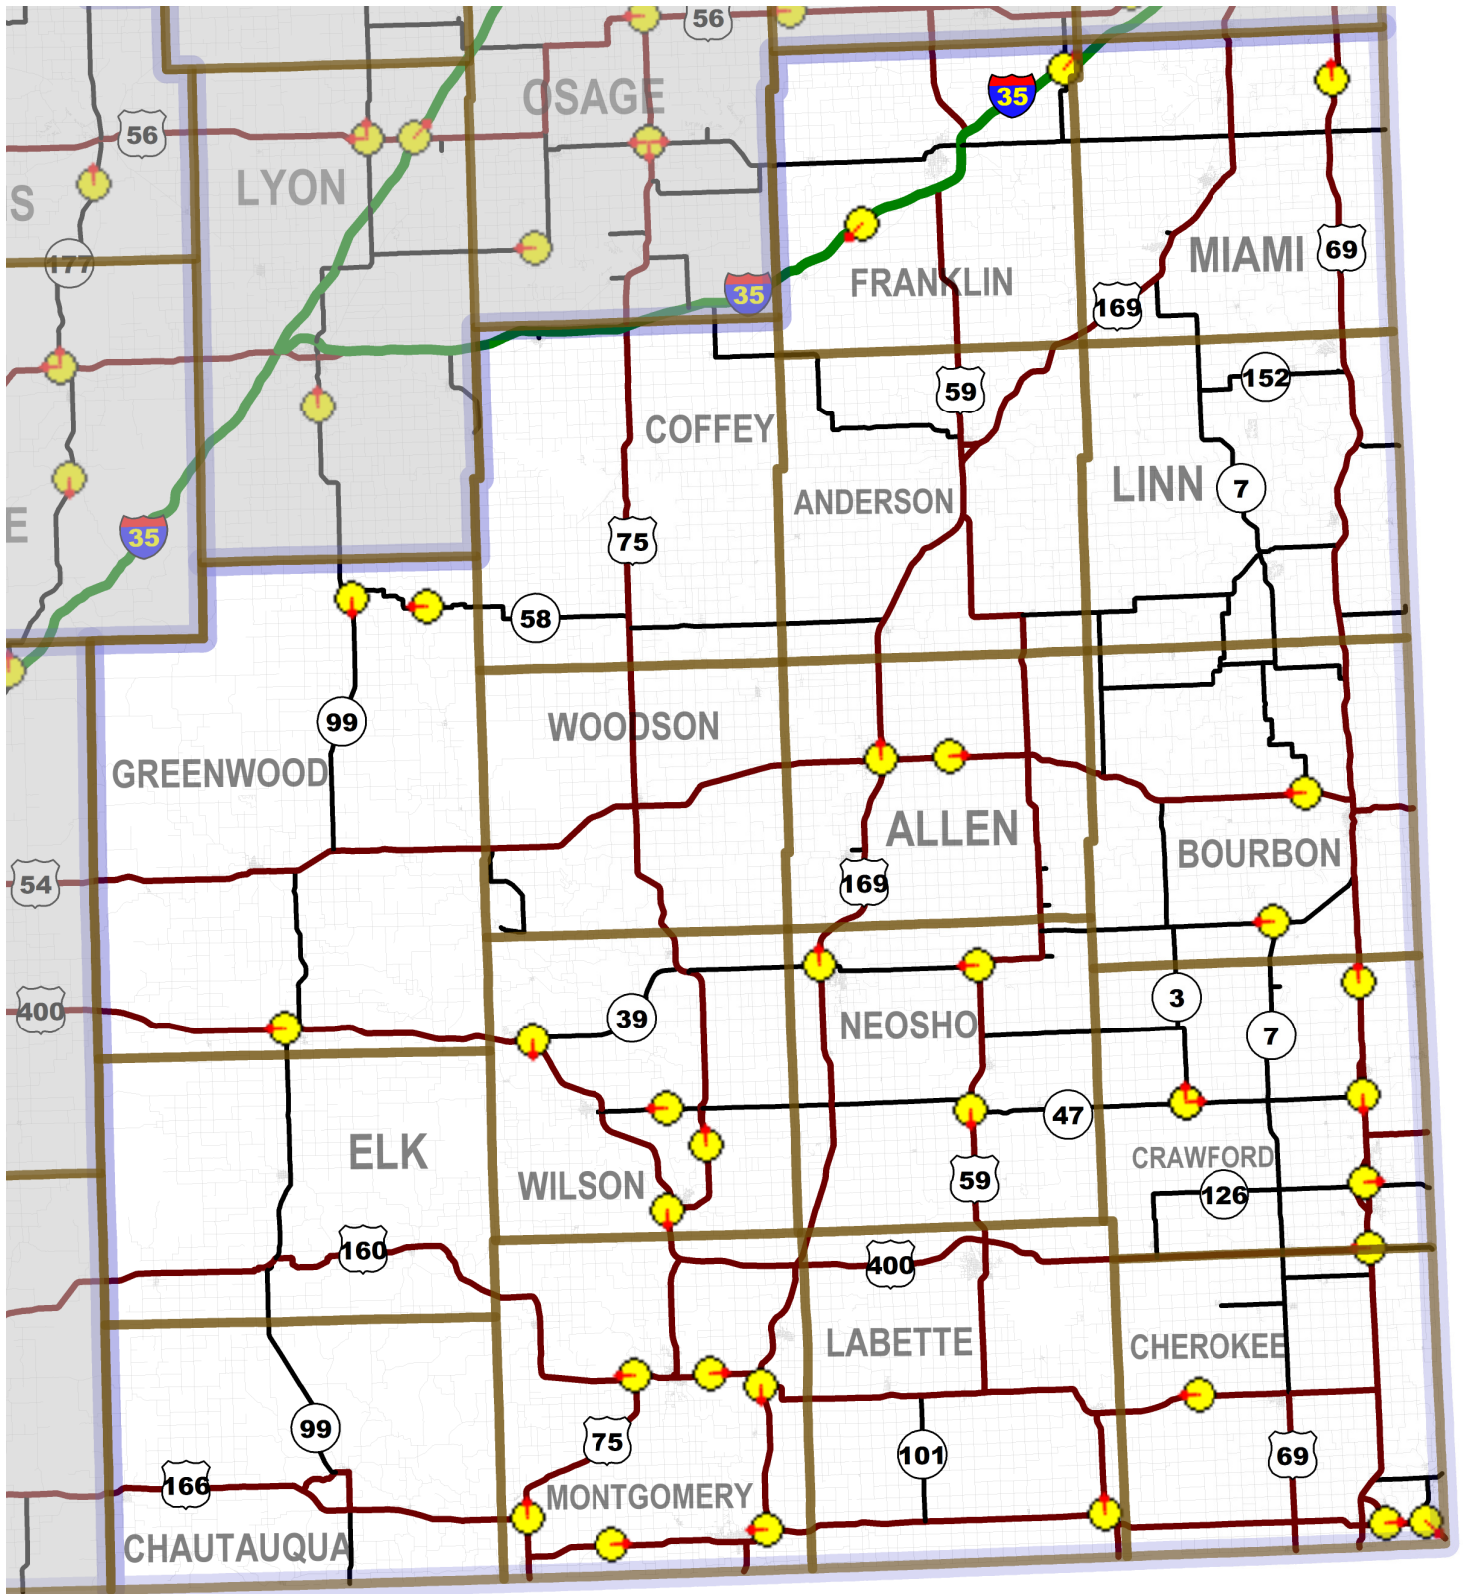 56
OSAGE
56
35
LYON
S
177
MIAMI
69
FRANKLIN
35
169
152
59
COFFEY
LINN
7
ANDERSON
E
35
75
58
99
WOODSON
GREENWOOD
ALLEN
BOURBON
54
169
3
400
39
NEOSHO
7
47
ELK
CRAWFORD
59
WILSON
126
160
400
LABETTE
CHEROKEE
99
75
101
69
166
MONTGOMERY
CHAUTAUQUA